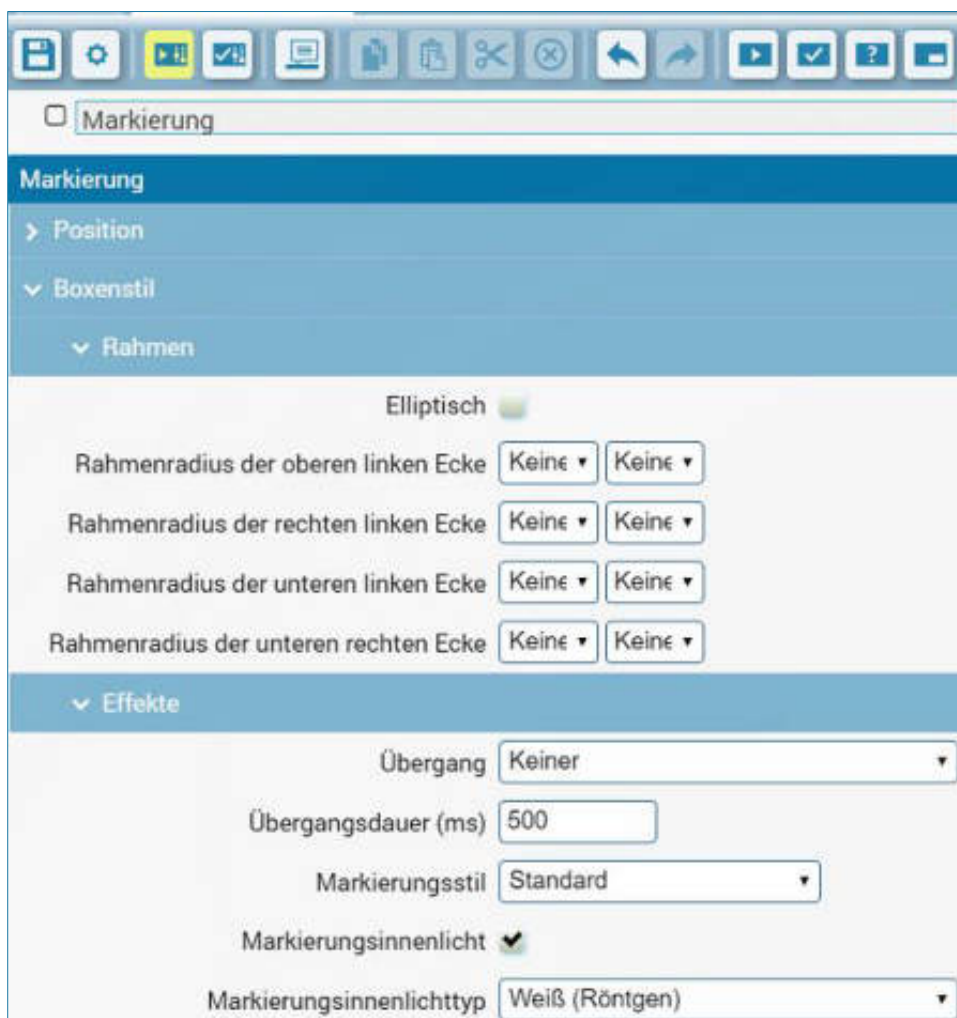 Markierung
Markierung
Position
Boxenstil
Rahmen
Elliptisch
Rahmenradius der oberen linken Ecke Keine Keine
Rahmenradius der rechten linken Ecke Keine Keine
Rahmenradius der unteren linken Ecke Keine Keine
Rahmenradius der unteren rechten Ecke Keine Keine
Effekte
Übergang Keiner
Übergangsdauer (ms) 500
Markierungsstil Standard
Markierungsinnenlicht
Markierungsinnenlichttyp Weiß (Röntgen)